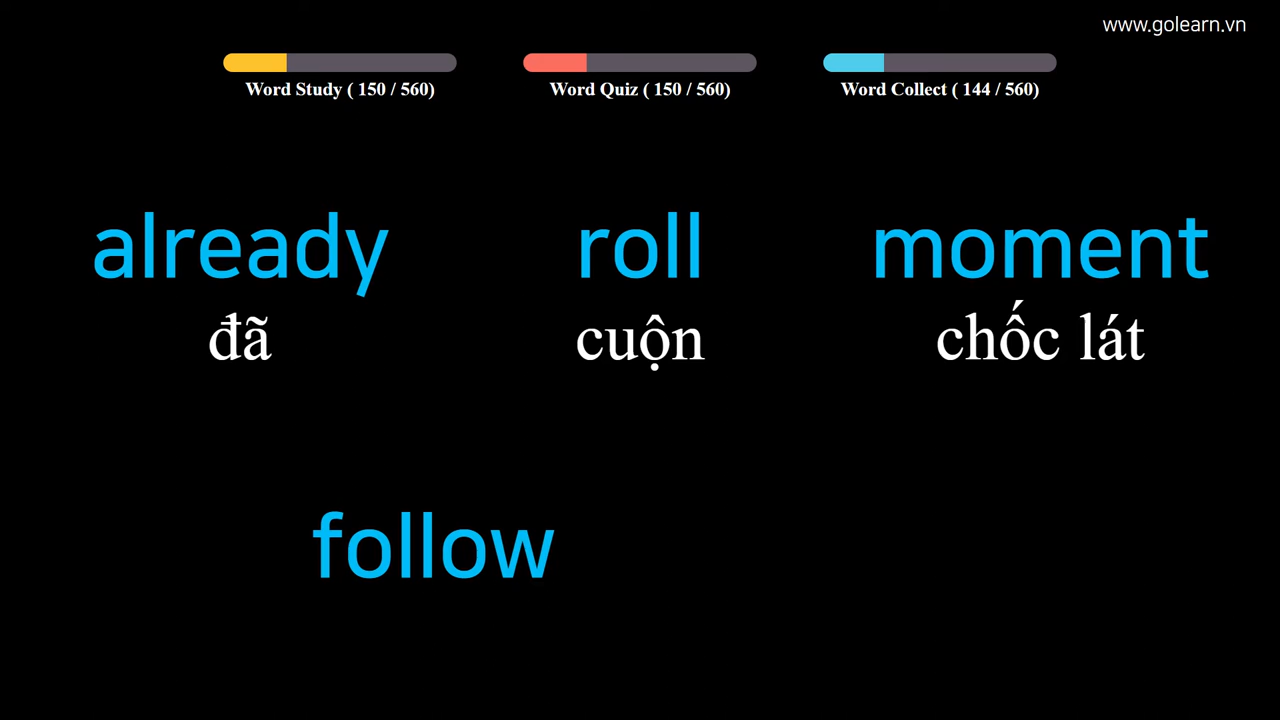 www.golearn.vn
Word Study ( 150 / 560)
Word Quiz ( 150 / 560)
Word Collect ( 144 / 560)
already
roll
moment
đã
cuộn
chốc lát
follow